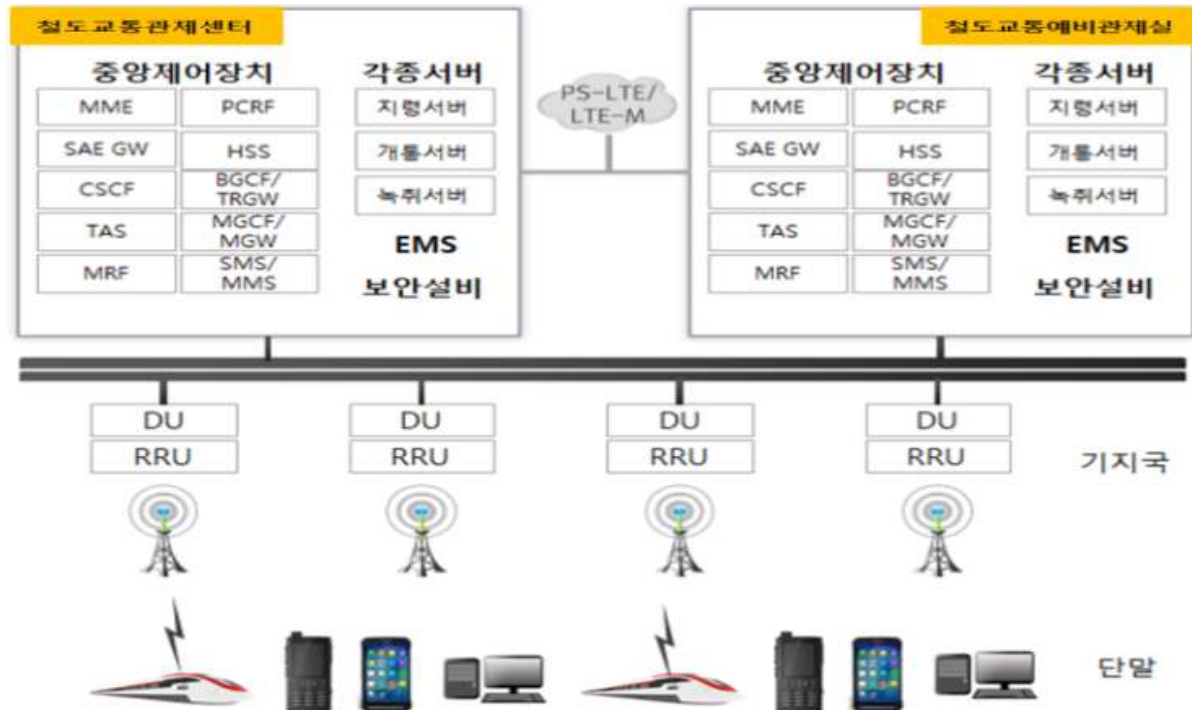 철도교통관제센터
중앙제어장치
각종서버
MME
PCRF
지령서버
SAE GW
HSS
개통서버
CSCF
BGCF/
TRGW
녹취서버
TAS
MGCF/
MGW
EMS
MRF
SMS/
MMS
보안설비
PS-LTE/
LTE-M
철도교통예비관제실
중앙제어장치
각종서버
MME
PCRF
지령서버
SAE GW
HSS
개통서버
CSCF
BGCF/
TRGW
녹취서버
TAS
MGCF/
MGW
EMS
MRF
SMS/
MMS
보안설비
DU
DU
DU
DU
RRU
RRU
RRU
RRU
기지국
단말